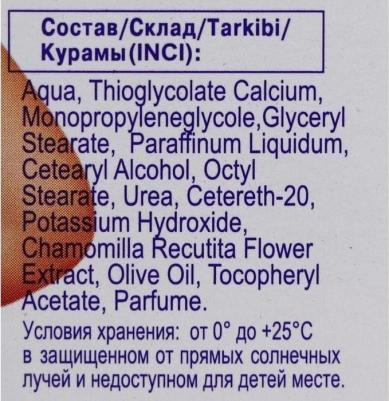 Состав/Склад/Tarkibi/
Курамы(INCI):
Aqua, Thioglycolate Calcium,
Monopropyleneglycole,Glyceryl
Stearate, Paraffinum Liquidum,
Cetearyl Alcohol, Octyl
Stearate, Urea, Cetereth-20,
Potassium Hydroxide,
Chamomilla Recutita Flower
Extract, Olive Oil, Tocopheryl
Acetate, Parfume.
Условия хранения: от 0° до +25°С
в защищенном от прямых солнечных
лучей и недоступном для детей месте.